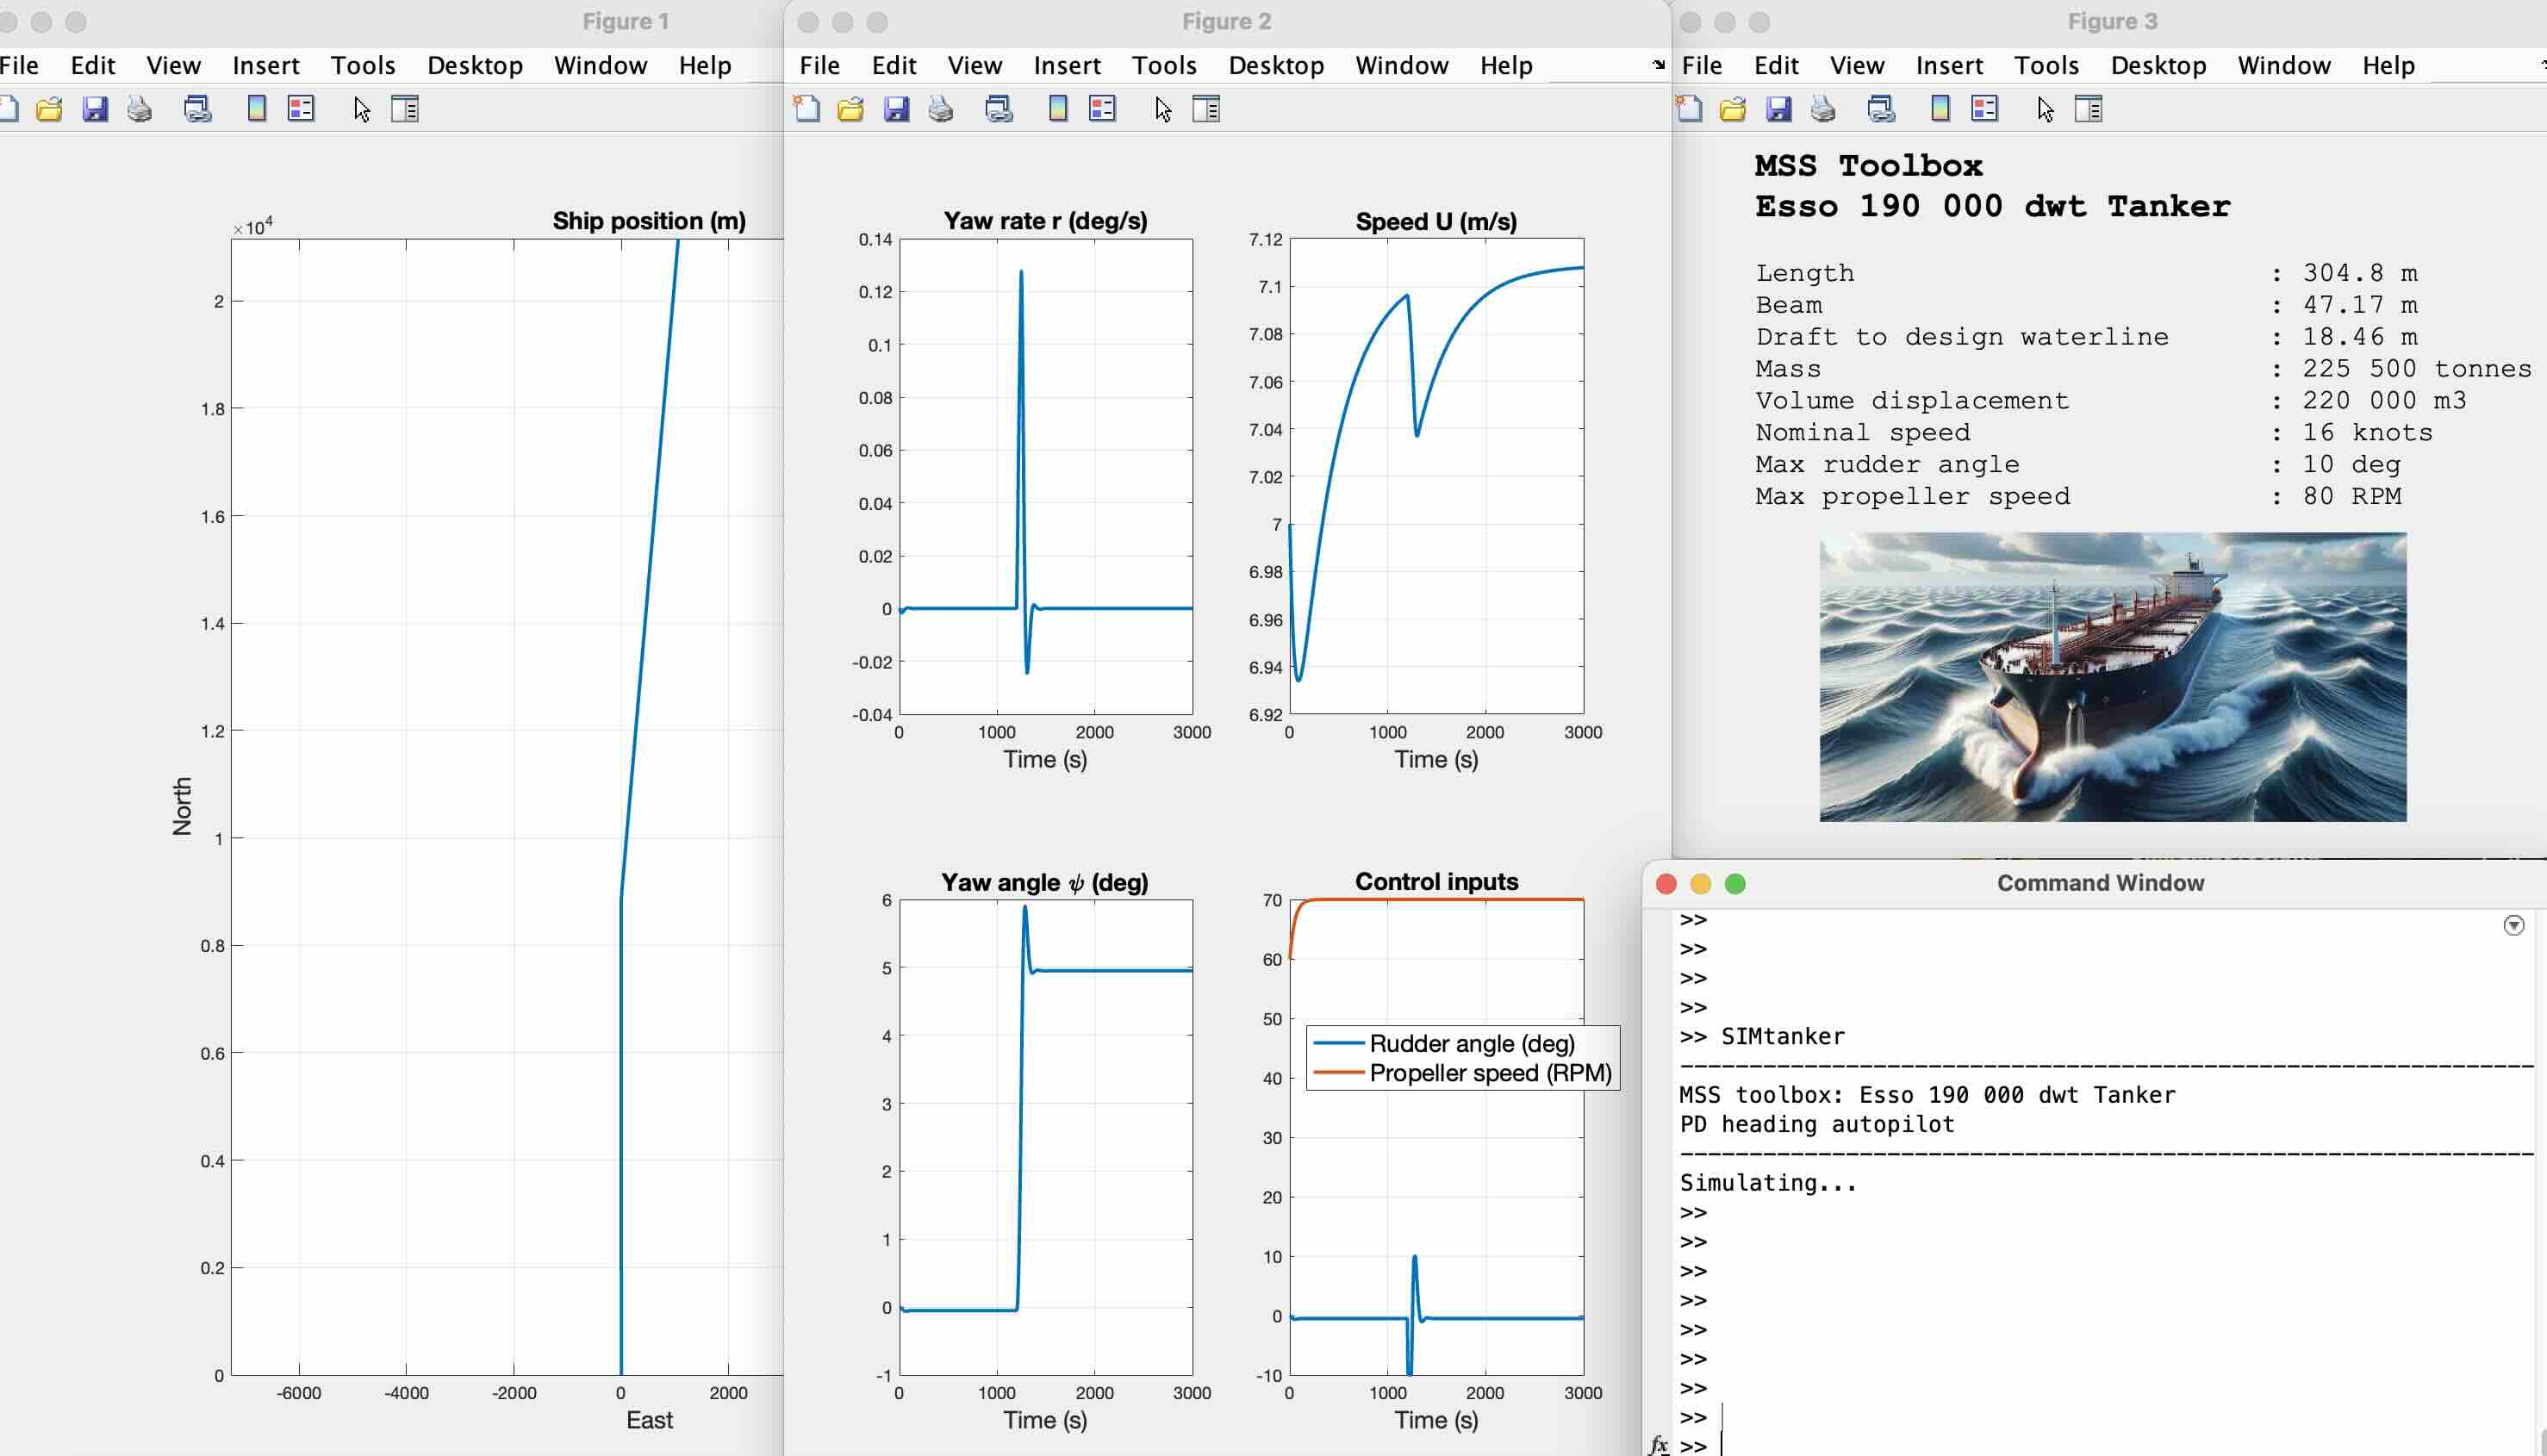 Figure 1
File Edit View Insert Tools Desktop Window Help
Ship position (m)
×10⁴
2
1.8
1.6
1.4
1.2
1
0.8
0.6
0.4
0.2
0
North
-6000 -4000 -2000 0 2000
East
Figure 2
File Edit View Insert Tools Desktop Window Help
Yaw rate r (deg/s)
0.14
0.12
0.1
0.08
0.06
0.04
0.02
0
-0.02
-0.04
0 1000 2000 3000
Time (s)
Speed U (m/s)
7.12
7.1
7.08
7.06
7.04
7.02
7
6.98
6.96
6.94
6.92
0 1000 2000 3000
Time (s)
Yaw angle ψ (deg)
6
5
4
3
2
1
0
-1
0 1000 2000 3000
Time (s)
Control inputs
70
60
50
40
30
20
10
0
-10
Rudder angle (deg)
Propeller speed (RPM)
0 1000 2000 3000
Time (s)
Figure 3
File Edit View Insert Tools Desktop Window Help
MSS Toolbox
Esso 190 000 dwt Tanker
Length : 304.8 m
Beam : 47.17 m
Draft to design waterline : 18.46 m
Mass : 225 500 tonnes
Volume displacement : 220 000 m3
Nominal speed : 16 knots
Max rudder angle : 10 deg
Max propeller speed : 80 RPM
Command Window
>>
>>
>>
>>
>> SIMtanker
--------------------------------------------------------------
MSS toolbox: Esso 190 000 dwt Tanker
PD heading autopilot
--------------------------------------------------------------
Simulating...
>>
>>
>>
>>
>>
>>
>>
>>
fx >>